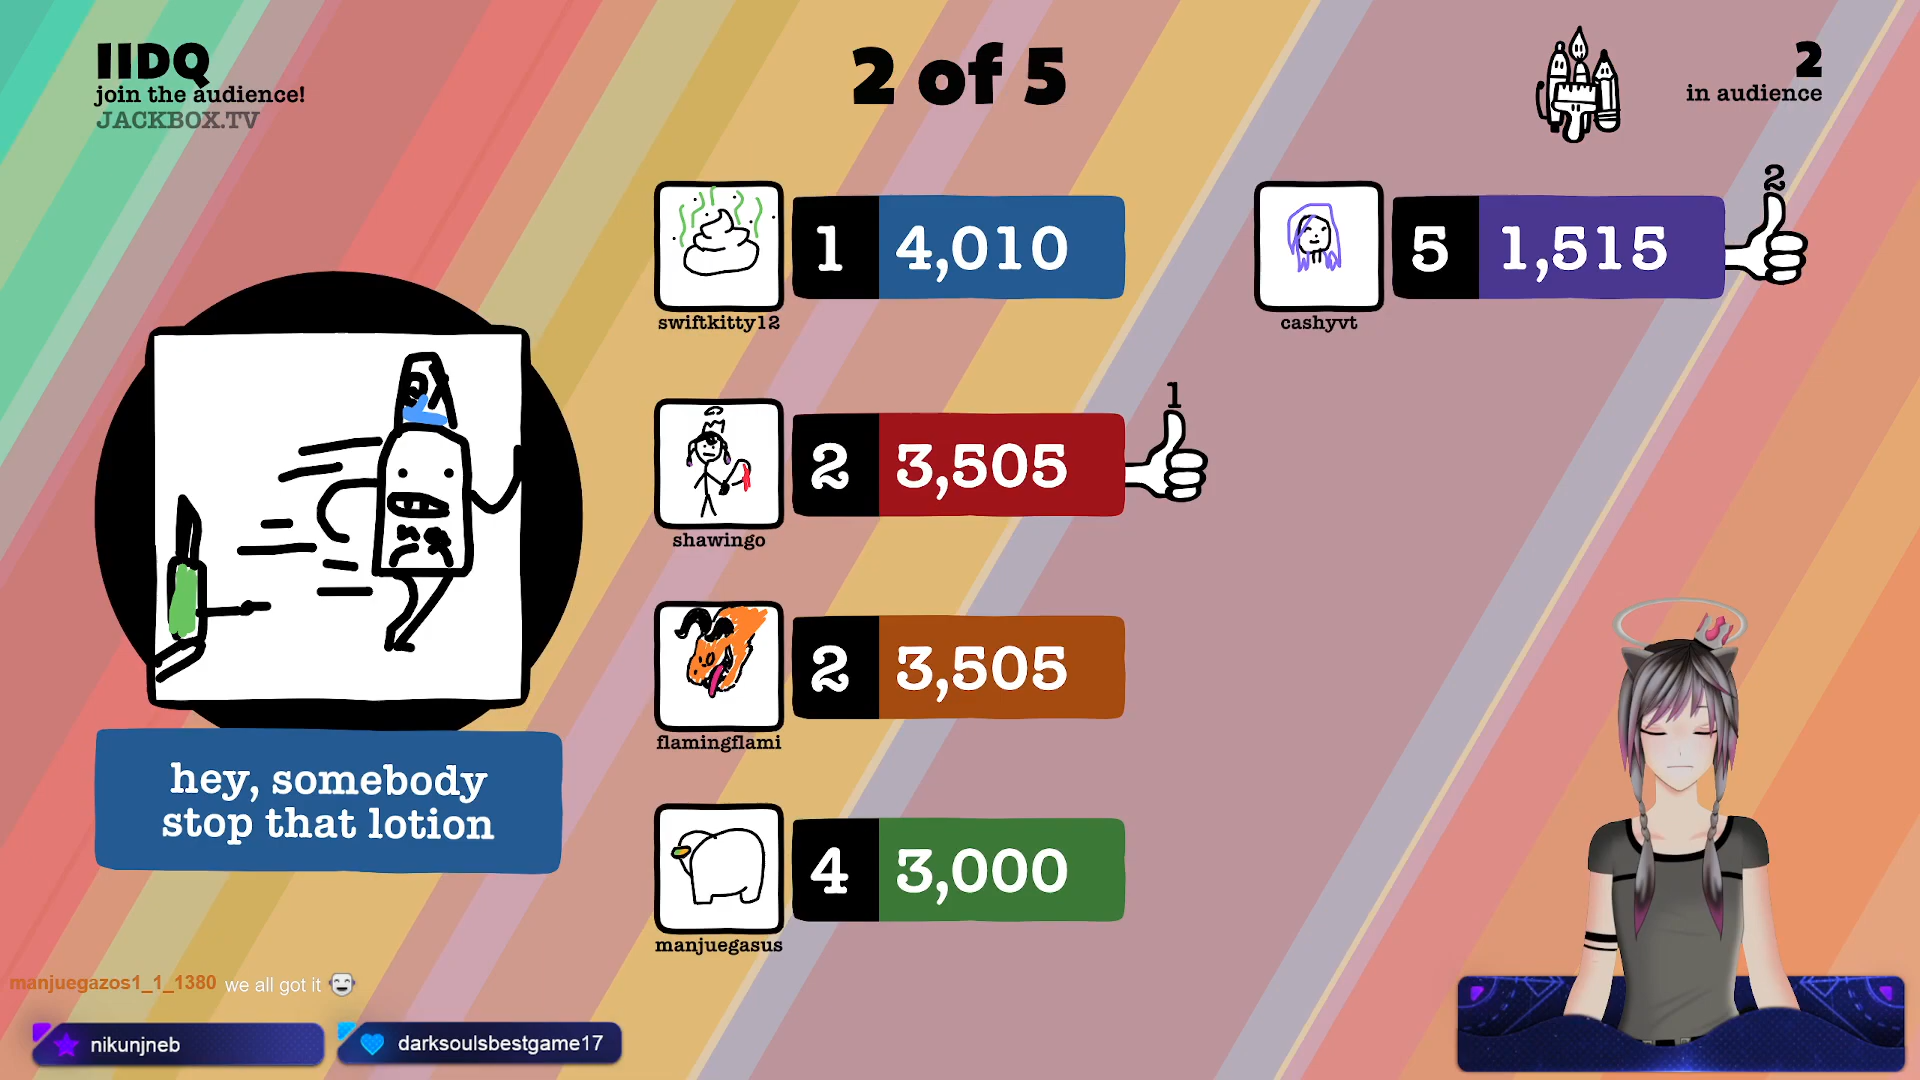 IIDQ
join the audience!
JACKBOX.TV
2 of 5
2
in audience
1 4,010
swiftkitty12
2 3,505
1
shawingo
2 3,505
flamingflami
4 3,000
manjuegasus
5 1,515
2
cashyvt
hey, somebody
stop that lotion
manjuegazos1_1_1380 we all got it
nikunjneb
darksoulsbestgame17